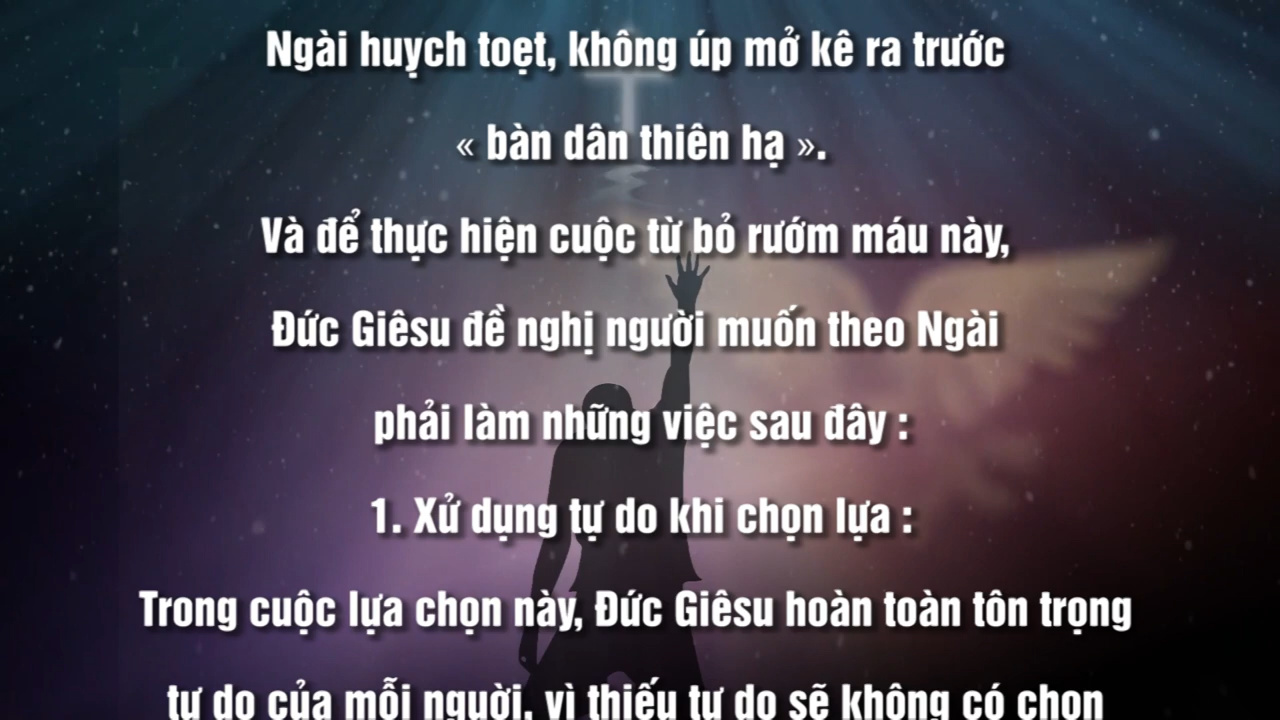 Ngài huỵch toẹt, không úp mở kê ra trước
« bàn dân thiên hạ ».
Và để thực hiện cuộc từ bỏ rướm máu này,
Đức Giêsu đề nghị người muốn theo Ngài
phải làm những việc sau đây :
1. Xử dụng tự do khi chọn lựa :
Trong cuộc lựa chọn này, Đức Giêsu hoàn toàn tôn trọng
tự do của mỗi người, vì thiếu tự do sẽ không có chọn